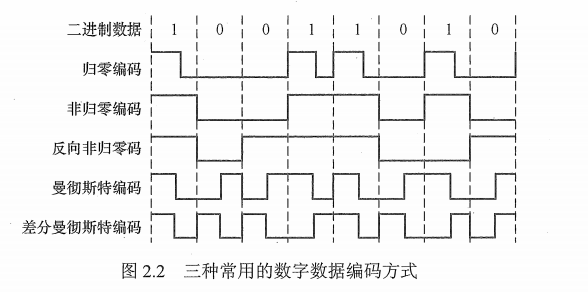 二进制数据 1 0 0 1 1 0 1 0
归零编码
非归零编码
反向非归零码
曼彻斯特编码
差分曼彻斯特编码
图 2.2 三种常用的数字数据编码方式